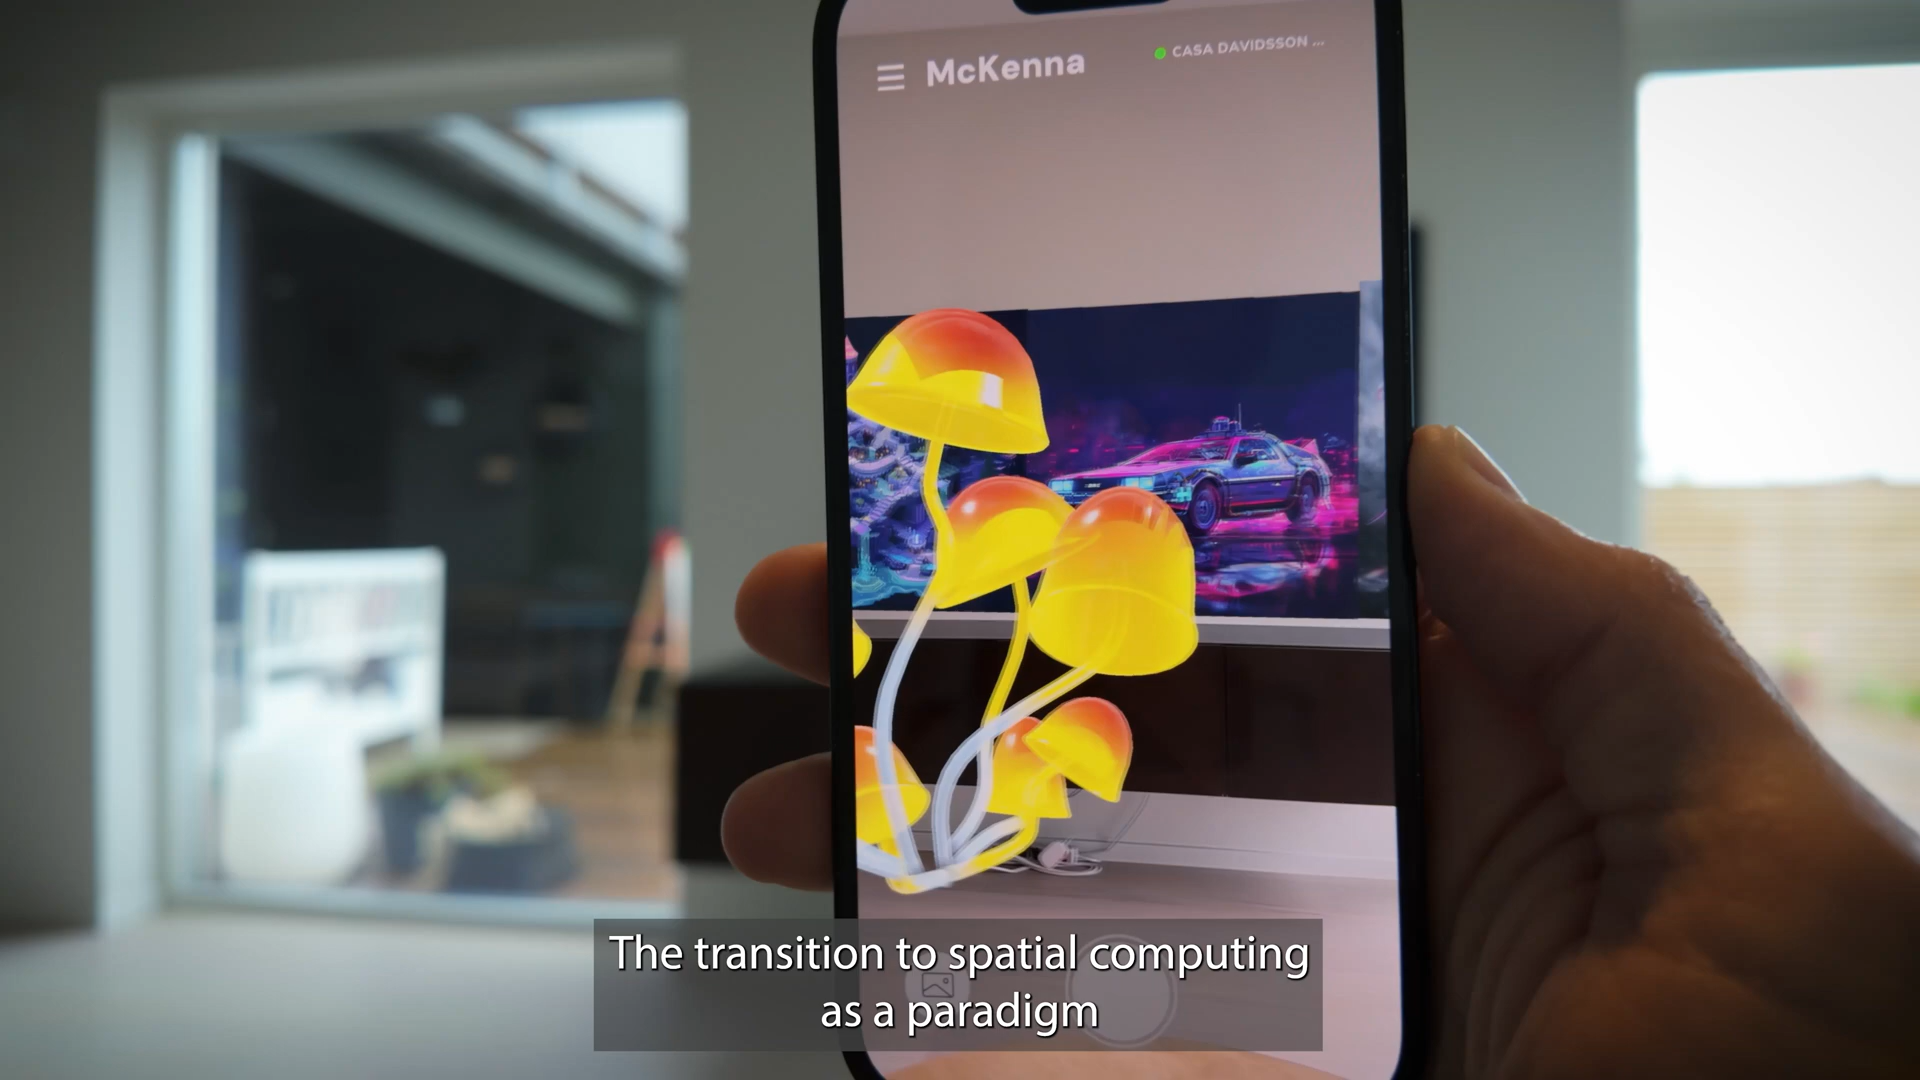 McKenna
CASA DAVIDSSON ...
The transition to spatial computing
as a paradigm